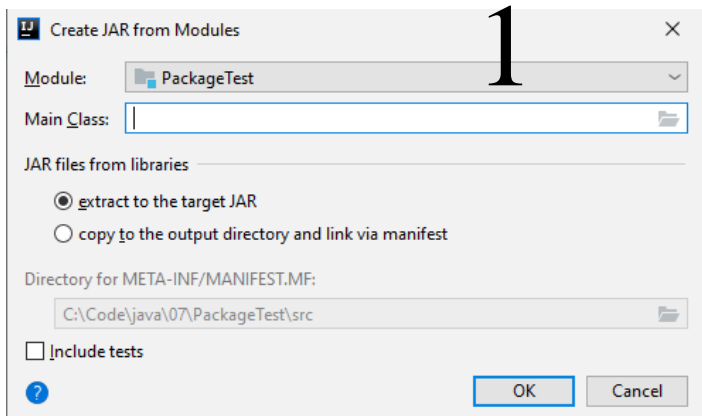 IJ Create JAR from Modules
1
Module: PackageTest
Main Class:
JAR files from libraries
extract to the target JAR
copy to the output directory and link via manifest
Directory for META-INF/MANIFEST.MF:
C:\Code\java\07\PackageTest\src
Include tests
? OK Cancel